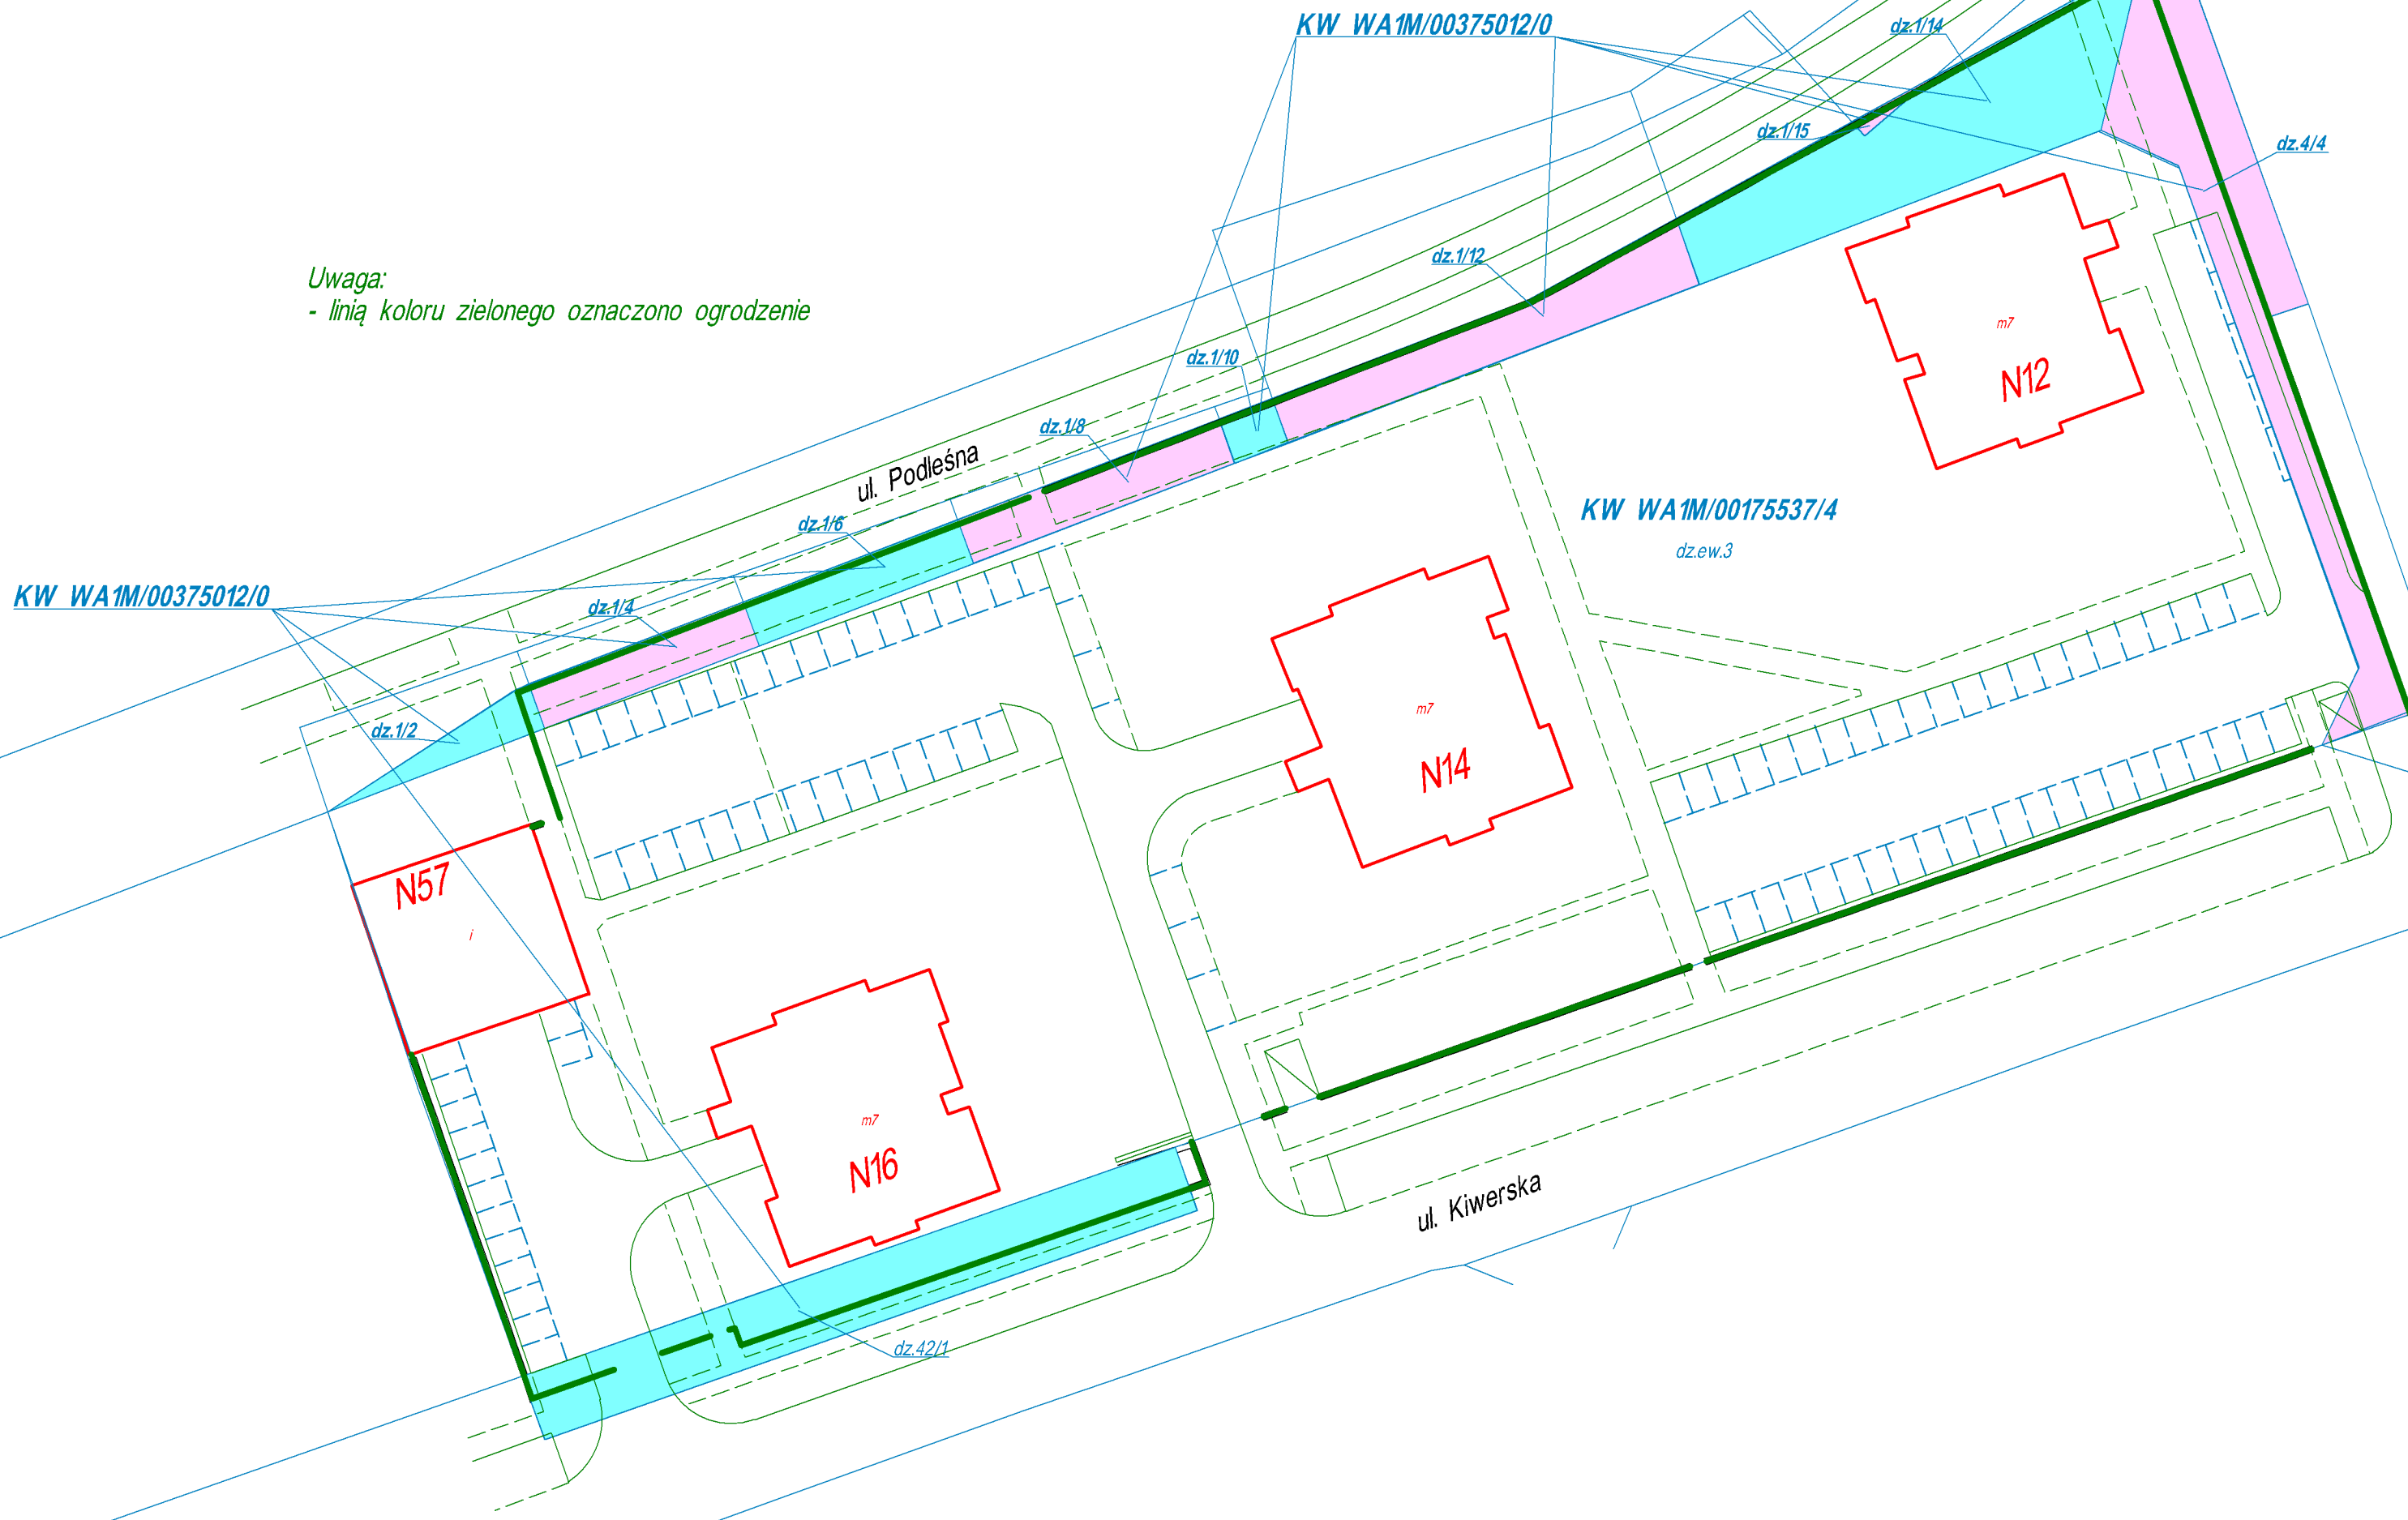 KW WA1M/00375012/0
dz.1/14
dz.1/15
dz.4/4
dz.1/12
Uwaga:
- linią koloru zielonego oznaczono ogrodzenie
m7
N12
dz.1/10
dz.1/8
ul. Podleśna
dz.1/6
KW WA1M/00175537/4
dz.ew.3
KW WA1M/00375012/0
dz.1/4
dz.1/2
m7
N14
N57
i
m7
N16
ul. Kiwerska
dz.42/1